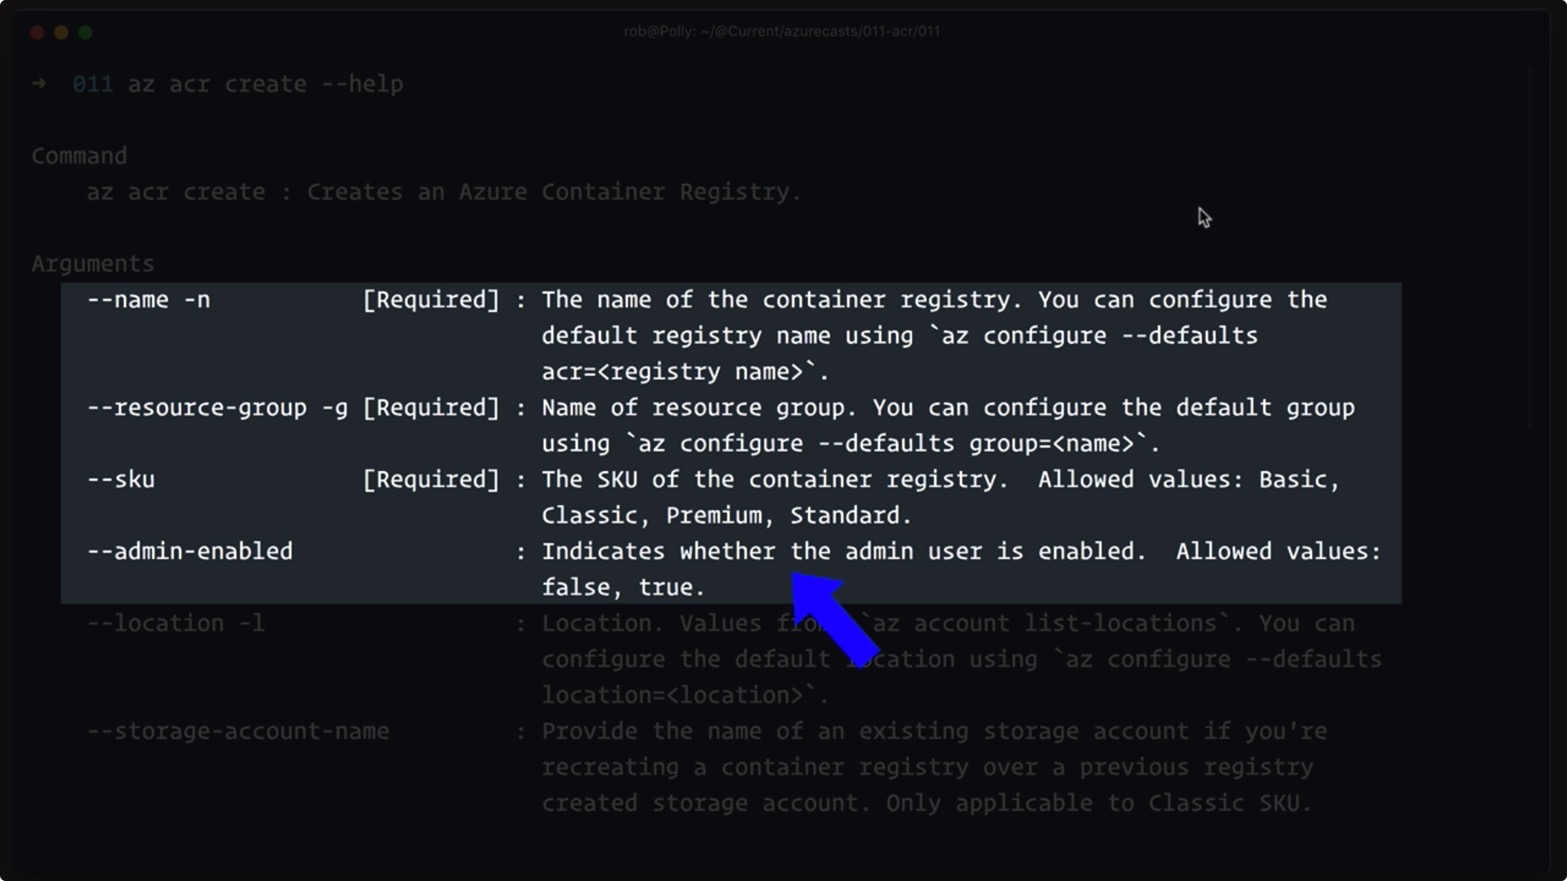 rob@Polly: ~/@Current/azurecasts/011-acr/011
➜ 011 az acr create --help
Command
az acr create : Creates an Azure Container Registry.
Arguments
--name -n [Required] : The name of the container registry. You can configure the
default registry name using `az configure --defaults
acr=<registry name>`.
--resource-group -g [Required] : Name of resource group. You can configure the default group
using `az configure --defaults group=<name>`.
--sku [Required] : The SKU of the container registry.  Allowed values: Basic,
Classic, Premium, Standard.
--admin-enabled : Indicates whether the admin user is enabled.  Allowed values:
false, true.
--location -l : Location. Values from `az account list-locations`. You can
configure the default location using `az configure --defaults
location=<location>`.
--storage-account-name : Provide the name of an existing storage account if you're
recreating a container registry over a previous registry
created storage account. Only applicable to Classic SKU.